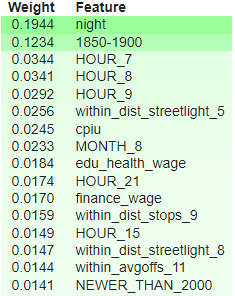 Weight Feature
0.1944 night
0.1234 1850-1900
0.0344 HOUR_7
0.0341 HOUR_8
0.0292 HOUR_9
0.0256 within_dist_streetlight_5
0.0245 cpiu
0.0233 MONTH_8
0.0184 edu_health_wage
0.0174 HOUR_21
0.0170 finance_wage
0.0159 within_dist_stops_9
0.0149 HOUR_15
0.0147 within_dist_streetlight_8
0.0144 within_avgoffs_11
0.0141 NEWER_THAN_2000